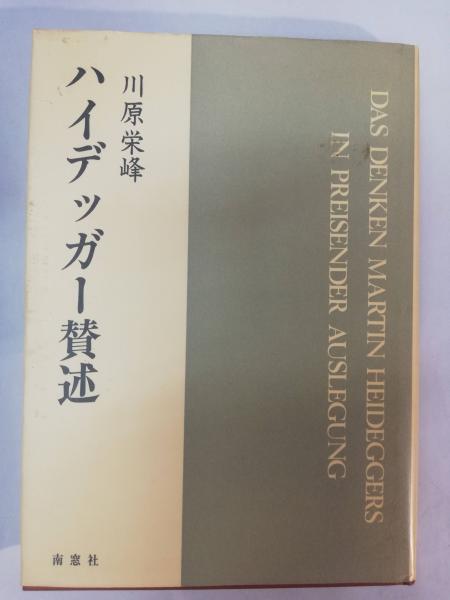 DAS DENKEN MARTIN HEIDEGGERS
IN PREISENDER AUSLEGUNG
川原栄峰
ハイデッガー賛述
南窓社